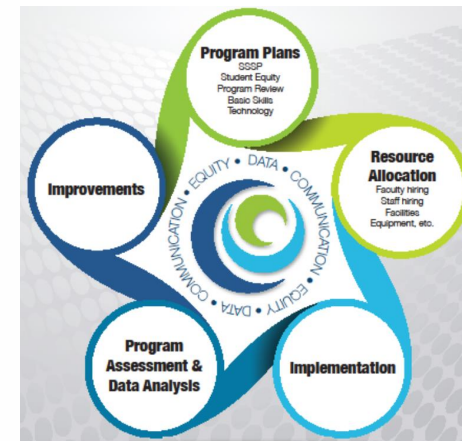 Program Plans
SSSP
Student Equity
Program Review
Basic Skills
Technology
Resource
Allocation
Faculty hiring
Staff hiring
Facilities
Equipment, etc.
Implementation
Program
Assessment &
Data Analysis
Improvements
EQUITY • DATA • COMMUNICATION • EQUITY • DATA • COMMUNICATION •